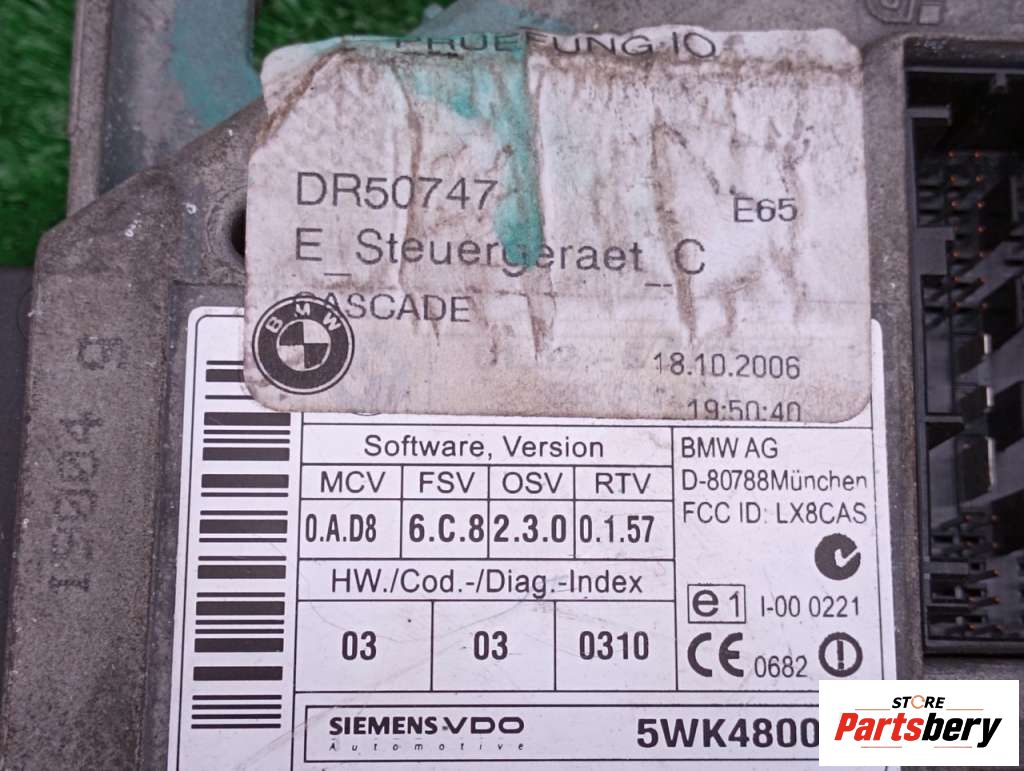 PRUEFUNG IO
DR50747
E65
E_Steuergeraet_C
CASCADE
BMW
18.10.2006
19:50:40
Software, Version
MCV FSV OSV RTV
0.A.D8 6.C.8 2.3.0 0.1.57
HW./Cod.-/Diag.-Index
03 03 0310
BMW AG
D-80788München
FCC ID: LX8CAS
e1 I-00 0221
CE 0682
SIEMENS VDO
Automotive
5WK4800
STORE
Partsbery